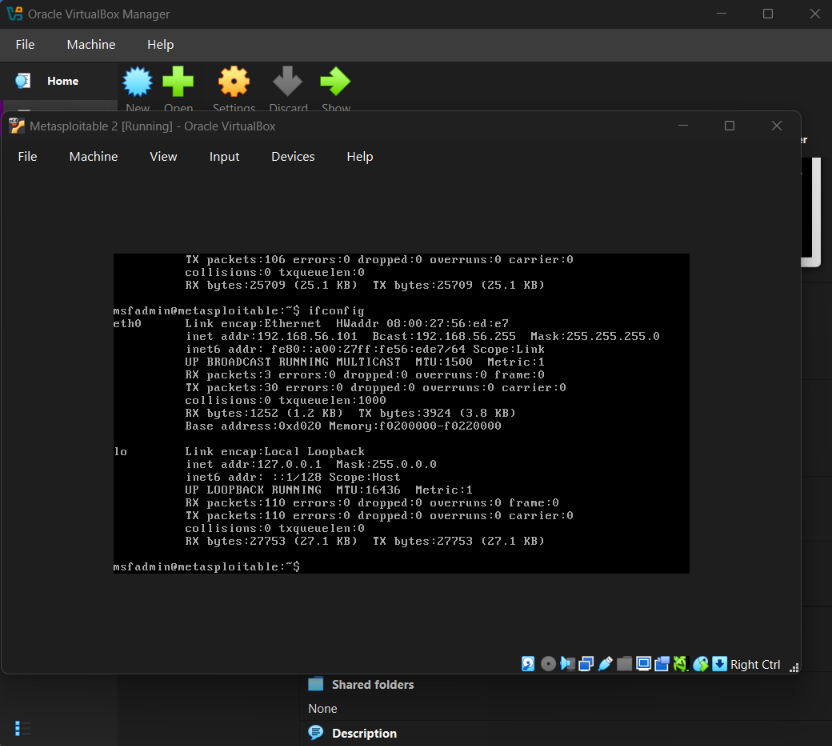 Oracle VirtualBox Manager
File Machine Help
Home
New Open Settings Discard Show
Metasploitable 2 [Running] - Oracle VirtualBox
File Machine View Input Devices Help
TX packets:106 errors:0 dropped:0 overruns:0 carrier:0
collisions:0 txqueuelen:0
RX bytes:25709 (25.1 KB) TX bytes:25709 (25.1 KB)
msfadmin@metasploitable:~$ ifconfig
eth0 Link encap:Ethernet HWaddr 08:00:27:56:ed:e7
inet addr:192.168.56.101 Bcast:192.168.56.255 Mask:255.255.255.0
inet6 addr: fe80::a00:27ff:fe56:ede7/64 Scope:Link
UP BROADCAST RUNNING MULTICAST MTU:1500 Metric:1
RX packets:3 errors:0 dropped:0 overruns:0 frame:0
TX packets:30 errors:0 dropped:0 overruns:0 carrier:0
collisions:0 txqueuelen:1000
RX bytes:1252 (1.2 KB) TX bytes:3924 (3.8 KB)
Base address:0xd020 Memory:f0200000-f0220000
lo Link encap:Local Loopback
inet addr:127.0.0.1 Mask:255.0.0.0
inet6 addr: ::1/128 Scope:Host
UP LOOPBACK RUNNING MTU:16436 Metric:1
RX packets:110 errors:0 dropped:0 overruns:0 frame:0
TX packets:110 errors:0 dropped:0 overruns:0 carrier:0
collisions:0 txqueuelen:0
RX bytes:27753 (27.1 KB) TX bytes:27753 (27.1 KB)
msfadmin@metasploitable:~$
Right Ctrl
Shared folders
None
Description